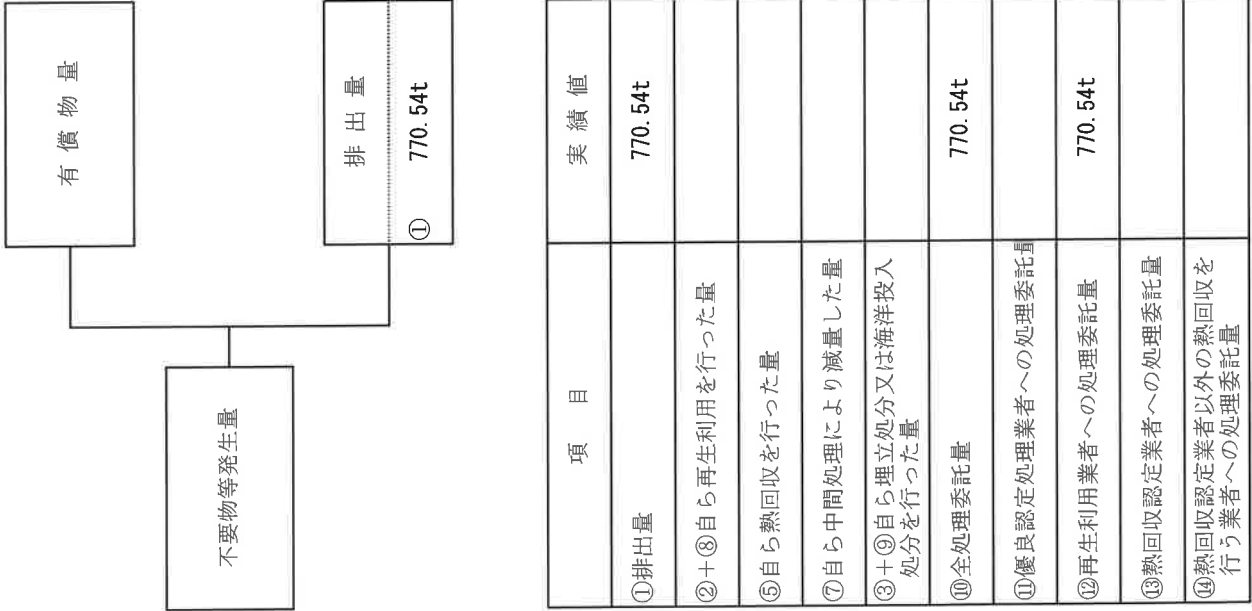 不要物等発生量
有 償 物 量
排 出 量
① 770.54t
項 目 実 績 値
①排出量 770.54t
②+⑧自ら再生利用を行った量
⑤自ら熱回収を行った量
⑦自ら中間処理により減量した量
③+⑨自ら埋立処分又は海洋投入
処分を行った量
⑩全処理委託量 770.54t
⑪優良認定処理業者への処理委託量
⑫再生利用業者への処理委託量 770.54t
⑬熱回収認定業者への処理委託量
⑭熱回収認定業者以外の熱回収を
行う業者への処理委託量